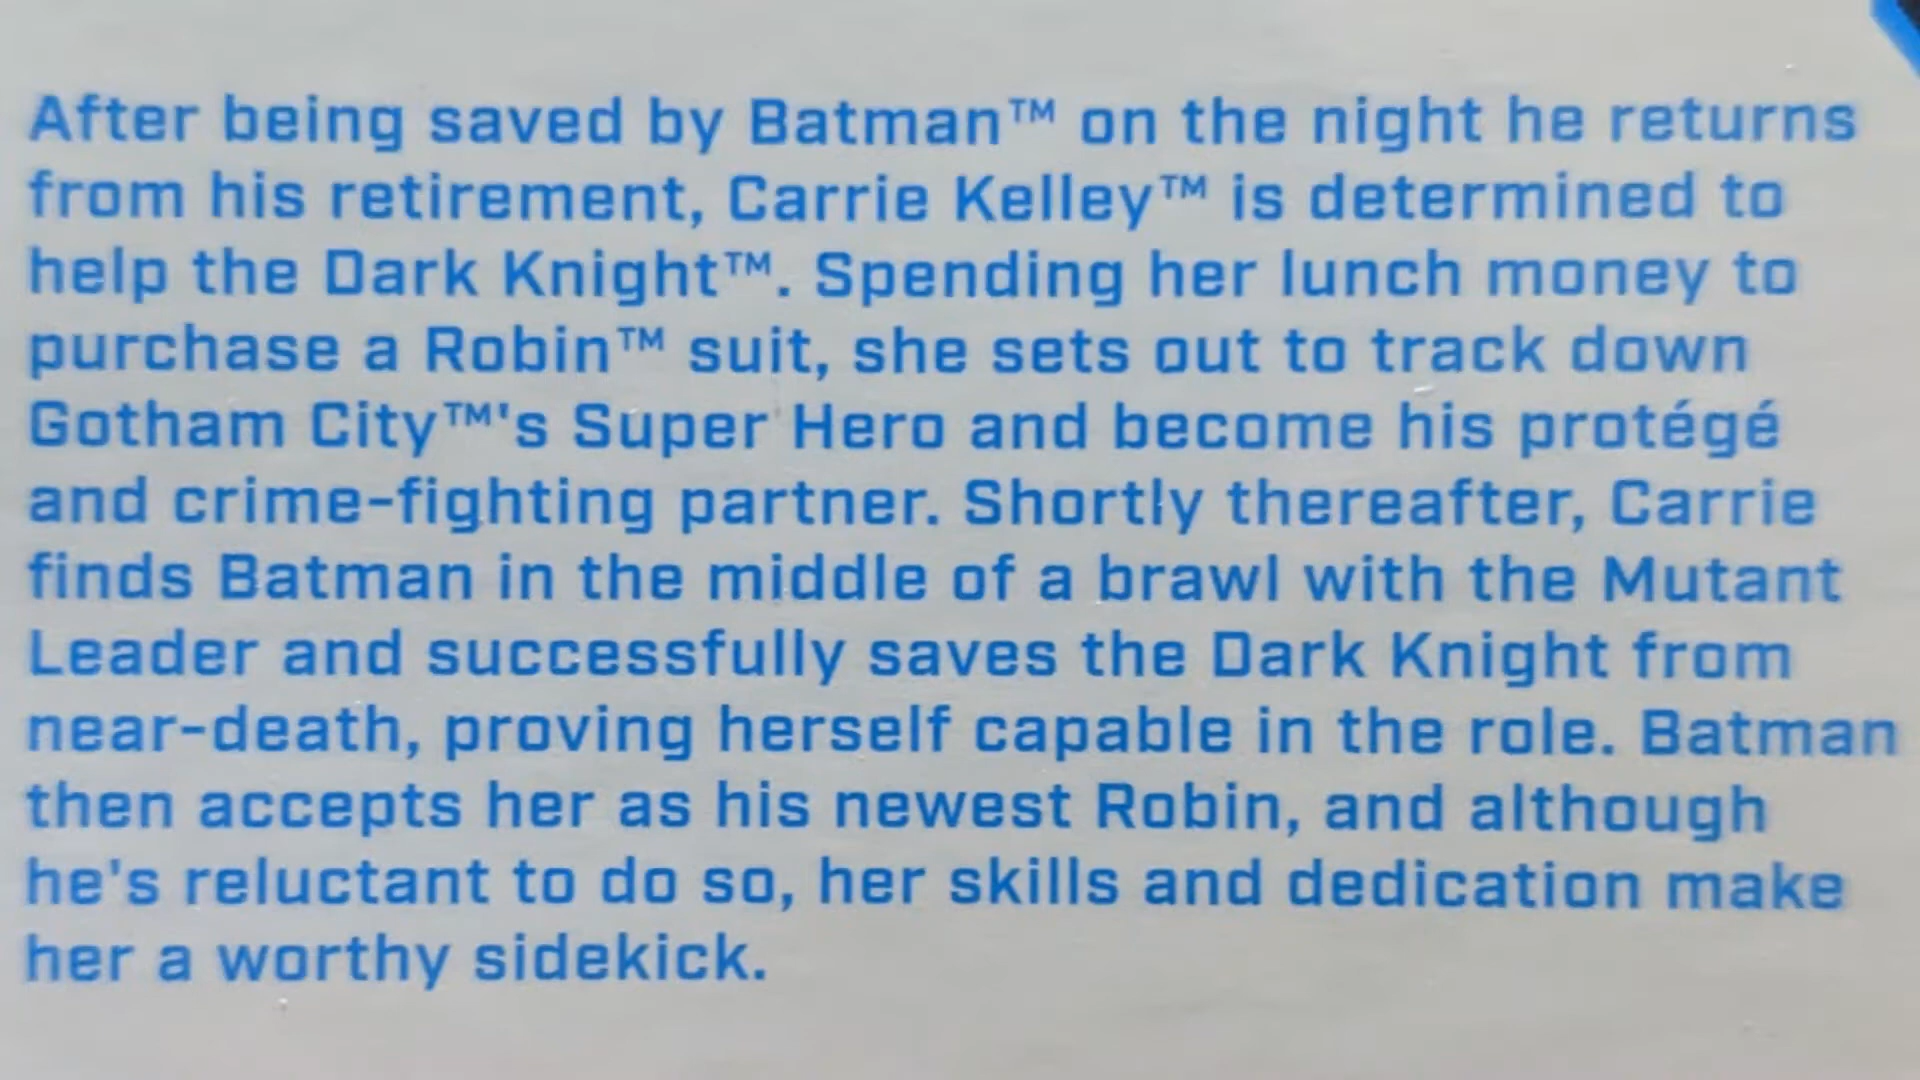 After being saved by Batman™ on the night he returns
from his retirement, Carrie Kelley™ is determined to
help the Dark Knight™. Spending her lunch money to
purchase a Robin™ suit, she sets out to track down
Gotham City™'s Super Hero and become his protégé
and crime-fighting partner. Shortly thereafter, Carrie
finds Batman in the middle of a brawl with the Mutant
Leader and successfully saves the Dark Knight from
near-death, proving herself capable in the role. Batman
then accepts her as his newest Robin, and although
he's reluctant to do so, her skills and dedication make
her a worthy sidekick.